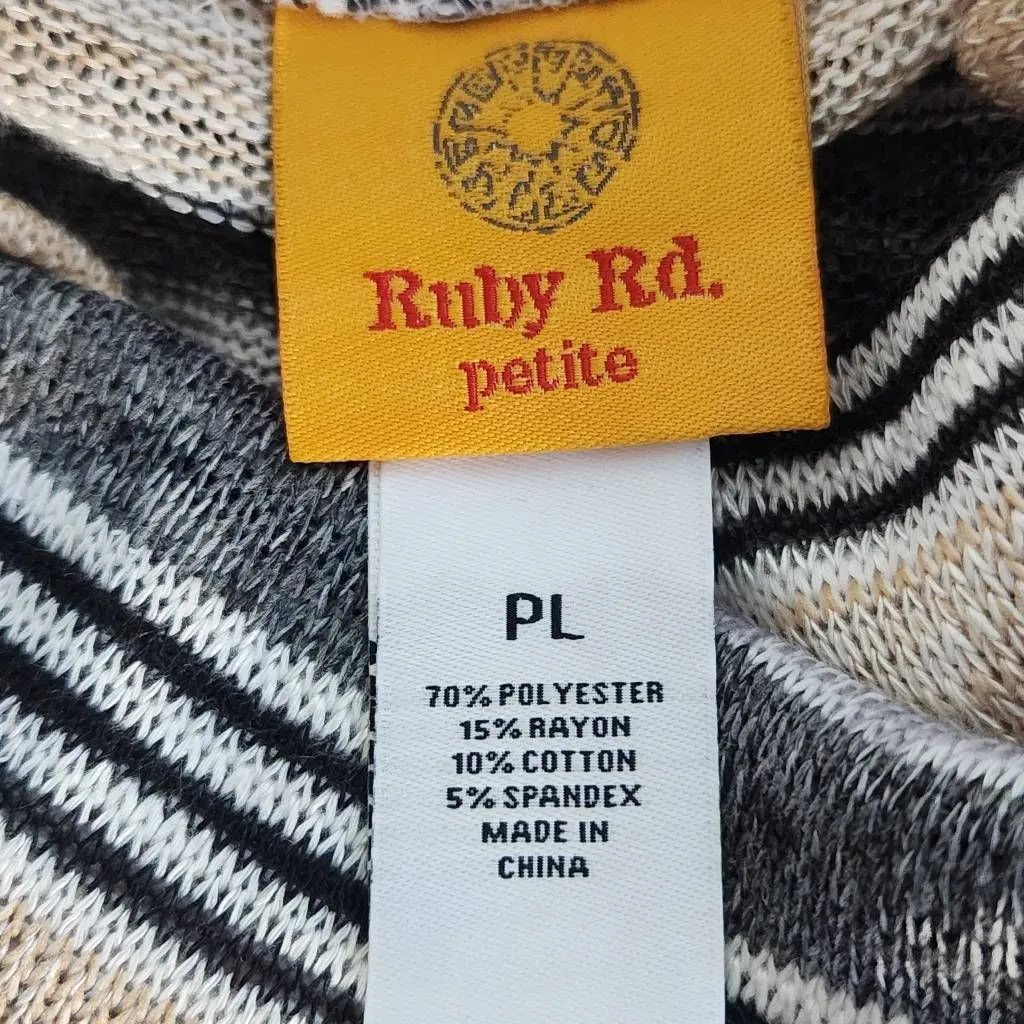 Ruby Rd.
petite
PL
70% POLYESTER
15% RAYON
10% COTTON
5% SPANDEX
MADE IN
CHINA